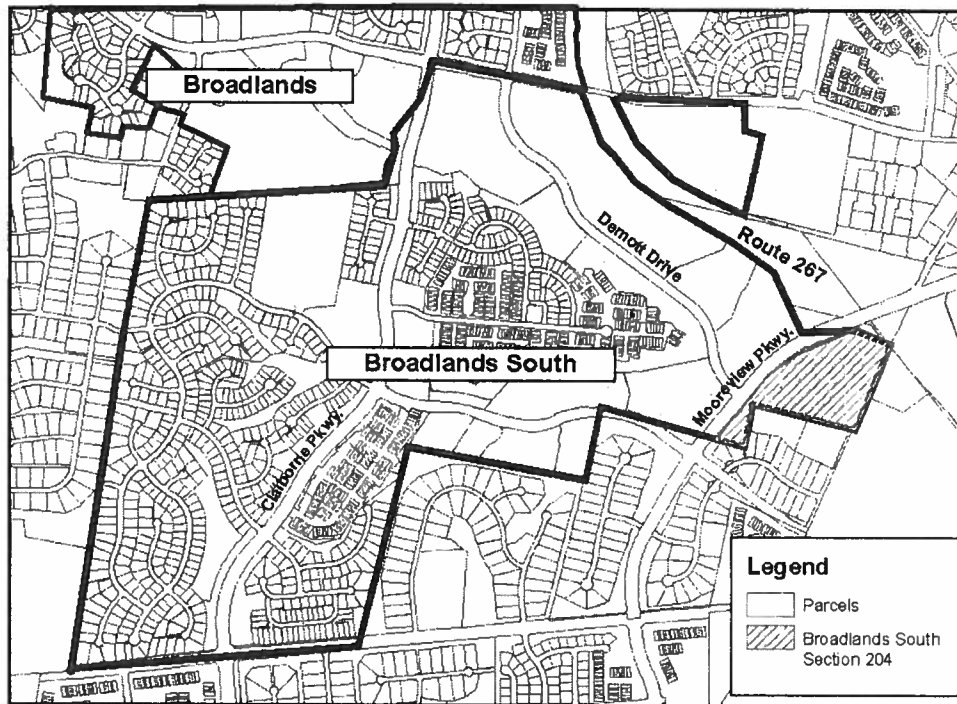 Broadlands
Route 267
Demott Drive
Mooreview Pkwy.
Broadlands South
Claiborne Pkwy.
Legend
Parcels
Broadlands South
Section 204